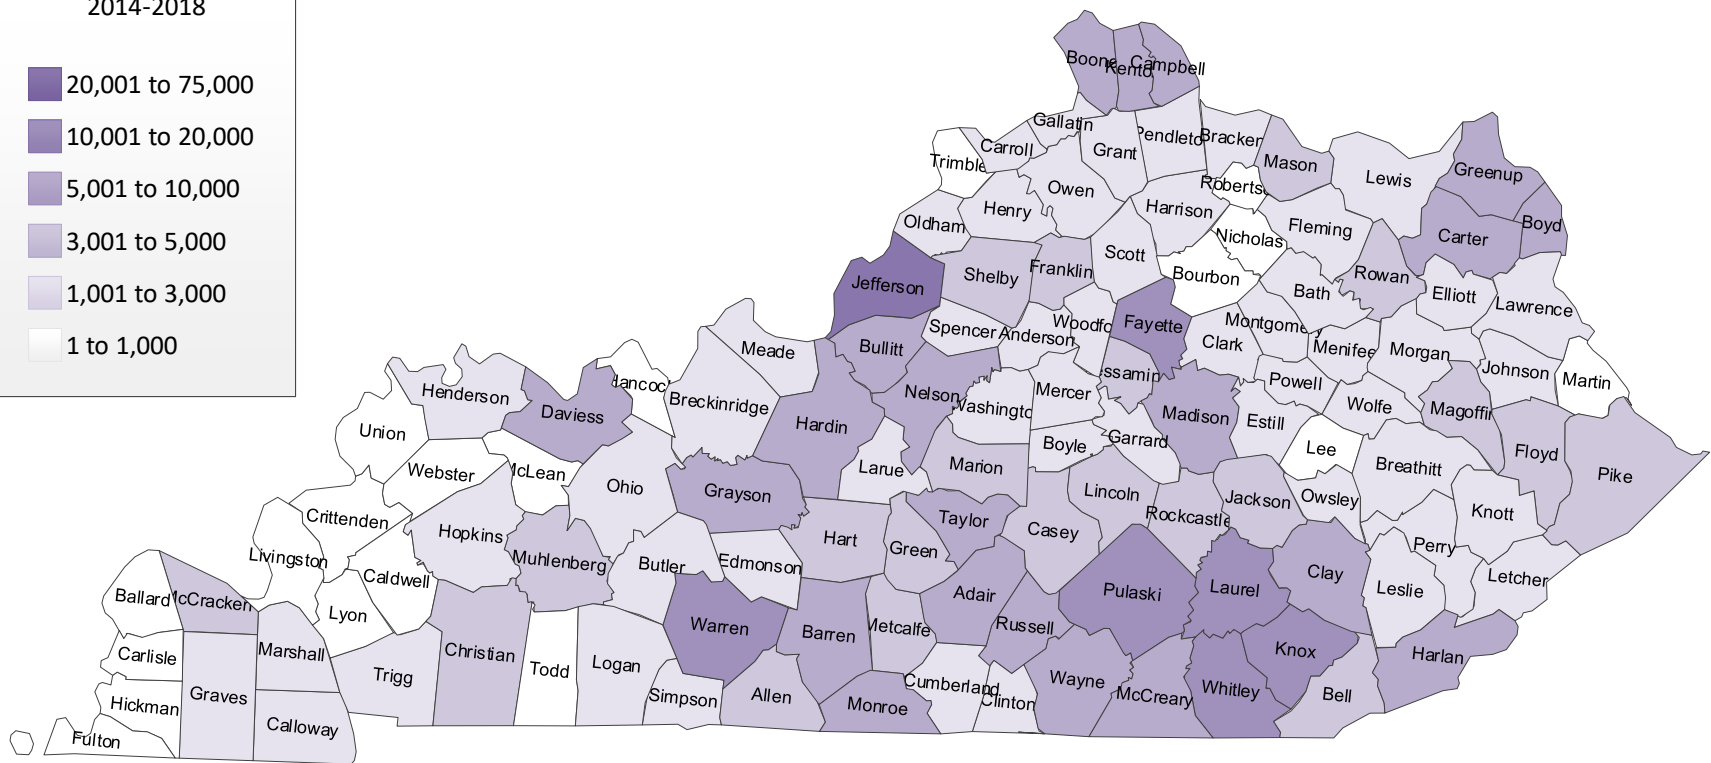 2014-2018
20,001 to 75,000
10,001 to 20,000
5,001 to 10,000
3,001 to 5,000
1,001 to 3,000
1 to 1,000
Boone
Kento
Campbell
Gallatin
Pendleto
Bracken
Carroll
Grant
Mason
Trimble
Lewis
Greenup
Owen
Robertso
Henry
Harrison
Oldham
Fleming
Boyd
Nicholas
Carter
Scott
Shelby
Franklin
Bourbon
Rowan
Jefferson
Bath
Elliott
Lawrence
Woodfo
Fayette
Montgomery
Spencer
Anderson
Clark
Bullitt
Meade
Menifee
Morgan
essamin
Johnson
Powell
Martin
Hancoc
Henderson
Nelson
Mercer
Breckinridge
Washingto
Wolfe
Daviess
Madison
Magoffin
Hardin
Estill
Union
Garrard
Boyle
Lee
Floyd
Larue
Marion
Breathitt
Webster
McLean
Pike
Ohio
Grayson
Lincoln
Jackson
Owsley
Crittenden
Rockcastle
Knott
Taylor
Hopkins
Casey
Hart
Green
Perry
Livingston
Muhlenberg
Butler
Edmonson
Caldwell
Clay
Letcher
Laurel
Leslie
Ballard
McCracken
Pulaski
Adair
Lyon
Warren
Barren
Metcalfe
Russell
Carlisle
Marshall
Christian
Knox
Harlan
Todd
Logan
Trigg
Wayne
Cumberland
Whitley
Graves
Simpson
Allen
McCreary
Bell
Hickman
Monroe
Clinton
Calloway
Fulton